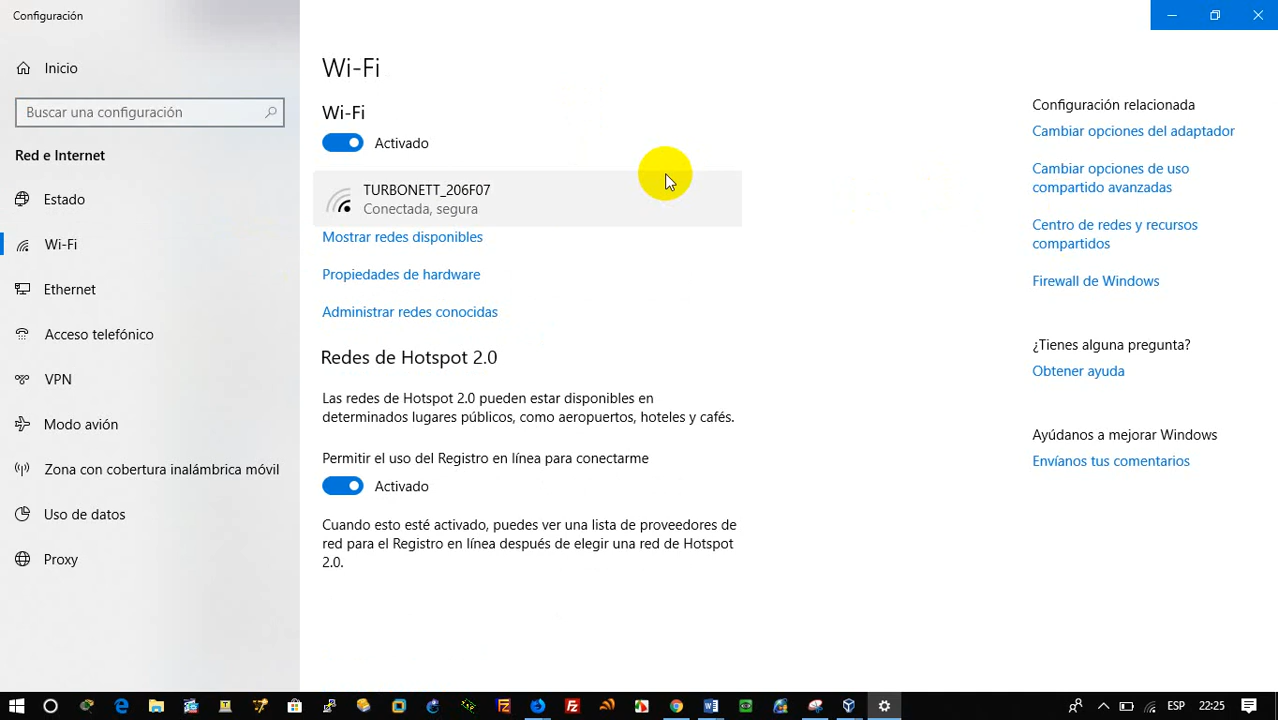 Configuración
Inicio
Buscar una configuración
Red e Internet
Estado
Wi-Fi
Ethernet
Acceso telefónico
VPN
Modo avión
Zona con cobertura inalámbrica móvil
Uso de datos
Proxy
Wi-Fi
Wi-Fi
Activado
TURBONETT_206F07
Conectada, segura
Mostrar redes disponibles
Propiedades de hardware
Administrar redes conocidas
Redes de Hotspot 2.0
Las redes de Hotspot 2.0 pueden estar disponibles en
determinados lugares públicos, como aeropuertos, hoteles y cafés.
Permitir el uso del Registro en línea para conectarme
Activado
Cuando esto esté activado, puedes ver una lista de proveedores de
red para el Registro en línea después de elegir una red de Hotspot
2.0.
Configuración relacionada
Cambiar opciones del adaptador
Cambiar opciones de uso
compartido avanzadas
Centro de redes y recursos
compartidos
Firewall de Windows
¿Tienes alguna pregunta?
Obtener ayuda
Ayúdanos a mejorar Windows
Envíanos tus comentarios
ESP
22:25